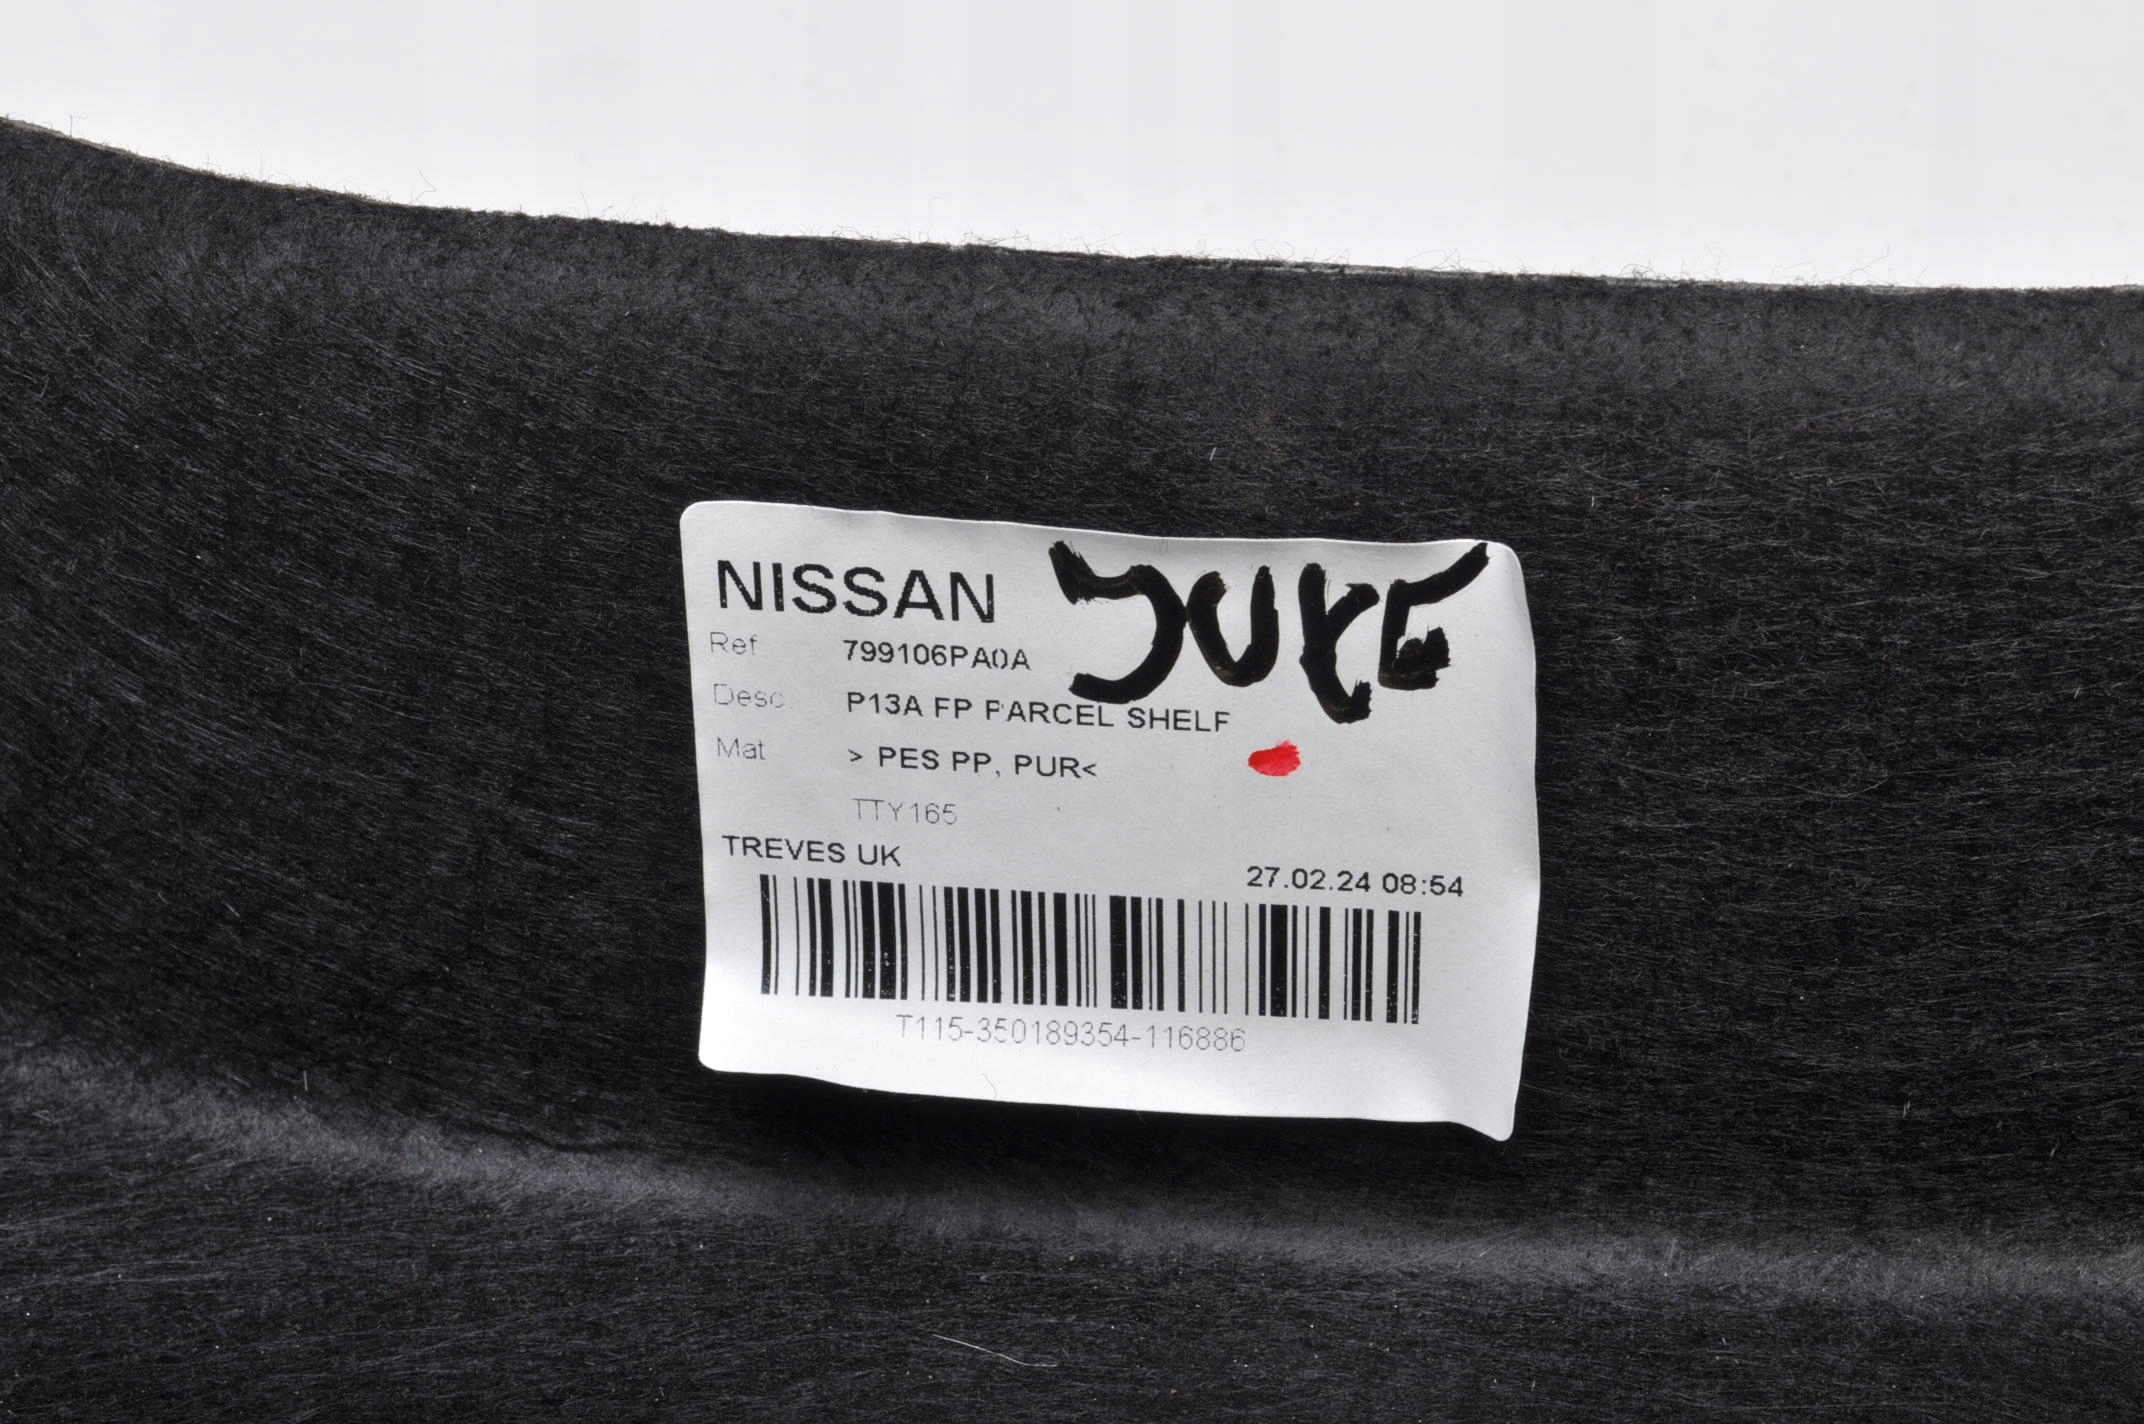 NISSAN JUKE
Ref 799106PA0A
Desc. P13A FP PARCEL SHELF
Mat > PES PP, PUR<
TTY165
TREVES UK
27.02.24 08:54
T115-350189354-116886